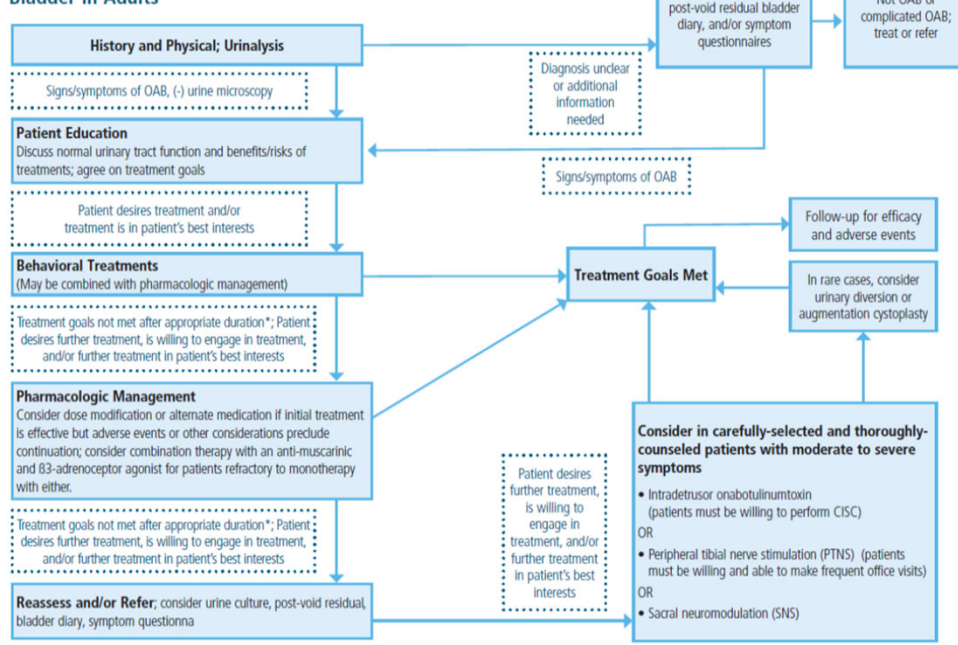 Bladder in Adults
post-void residual bladder
diary, and/or symptom
questionnaires
Not OAB or
complicated OAB;
treat or refer
History and Physical; Urinalysis
Diagnosis unclear
or additional
information
needed
Signs/symptoms of OAB, (-) urine microscopy
Patient Education
Discuss normal urinary tract function and benefits/risks of
treatments; agree on treatment goals
Signs/symptoms of OAB
Patient desires treatment and/or
treatment is in patient's best interests
Follow-up for efficacy
and adverse events
Behavioral Treatments
(May be combined with pharmacologic management)
Treatment Goals Met
In rare cases, consider
urinary diversion or
augmentation cystoplasty
Treatment goals not met after appropriate duration*; Patient
desires further treatment, is willing to engage in treatment,
and/or further treatment in patient's best interests
Pharmacologic Management
Consider dose modification or alternate medication if initial treatment
is effective but adverse events or other considerations preclude
continuation; consider combination therapy with an anti-muscarinic
and ß3-adrenoceptor agonist for patients refractory to monotherapy
with either.
Consider in carefully-selected and thoroughly-
counseled patients with moderate to severe
symptoms
• Intradetrusor onabotulinumtoxin
(patients must be willing to perform CISC)
OR
• Peripheral tibial nerve stimulation (PTNS) (patients
must be willing and able to make frequent office visits)
OR
• Sacral neuromodulation (SNS)
Patient desires
further treatment,
is willing to
engage in
treatment, and/or
further treatment
in patient's best
interests
Treatment goals not met after appropriate duration*; Patient
desires further treatment, is willing to engage in treatment,
and/or further treatment in patient's best interests
Reassess and/or Refer; consider urine culture, post-void residual,
bladder diary, symptom questionna